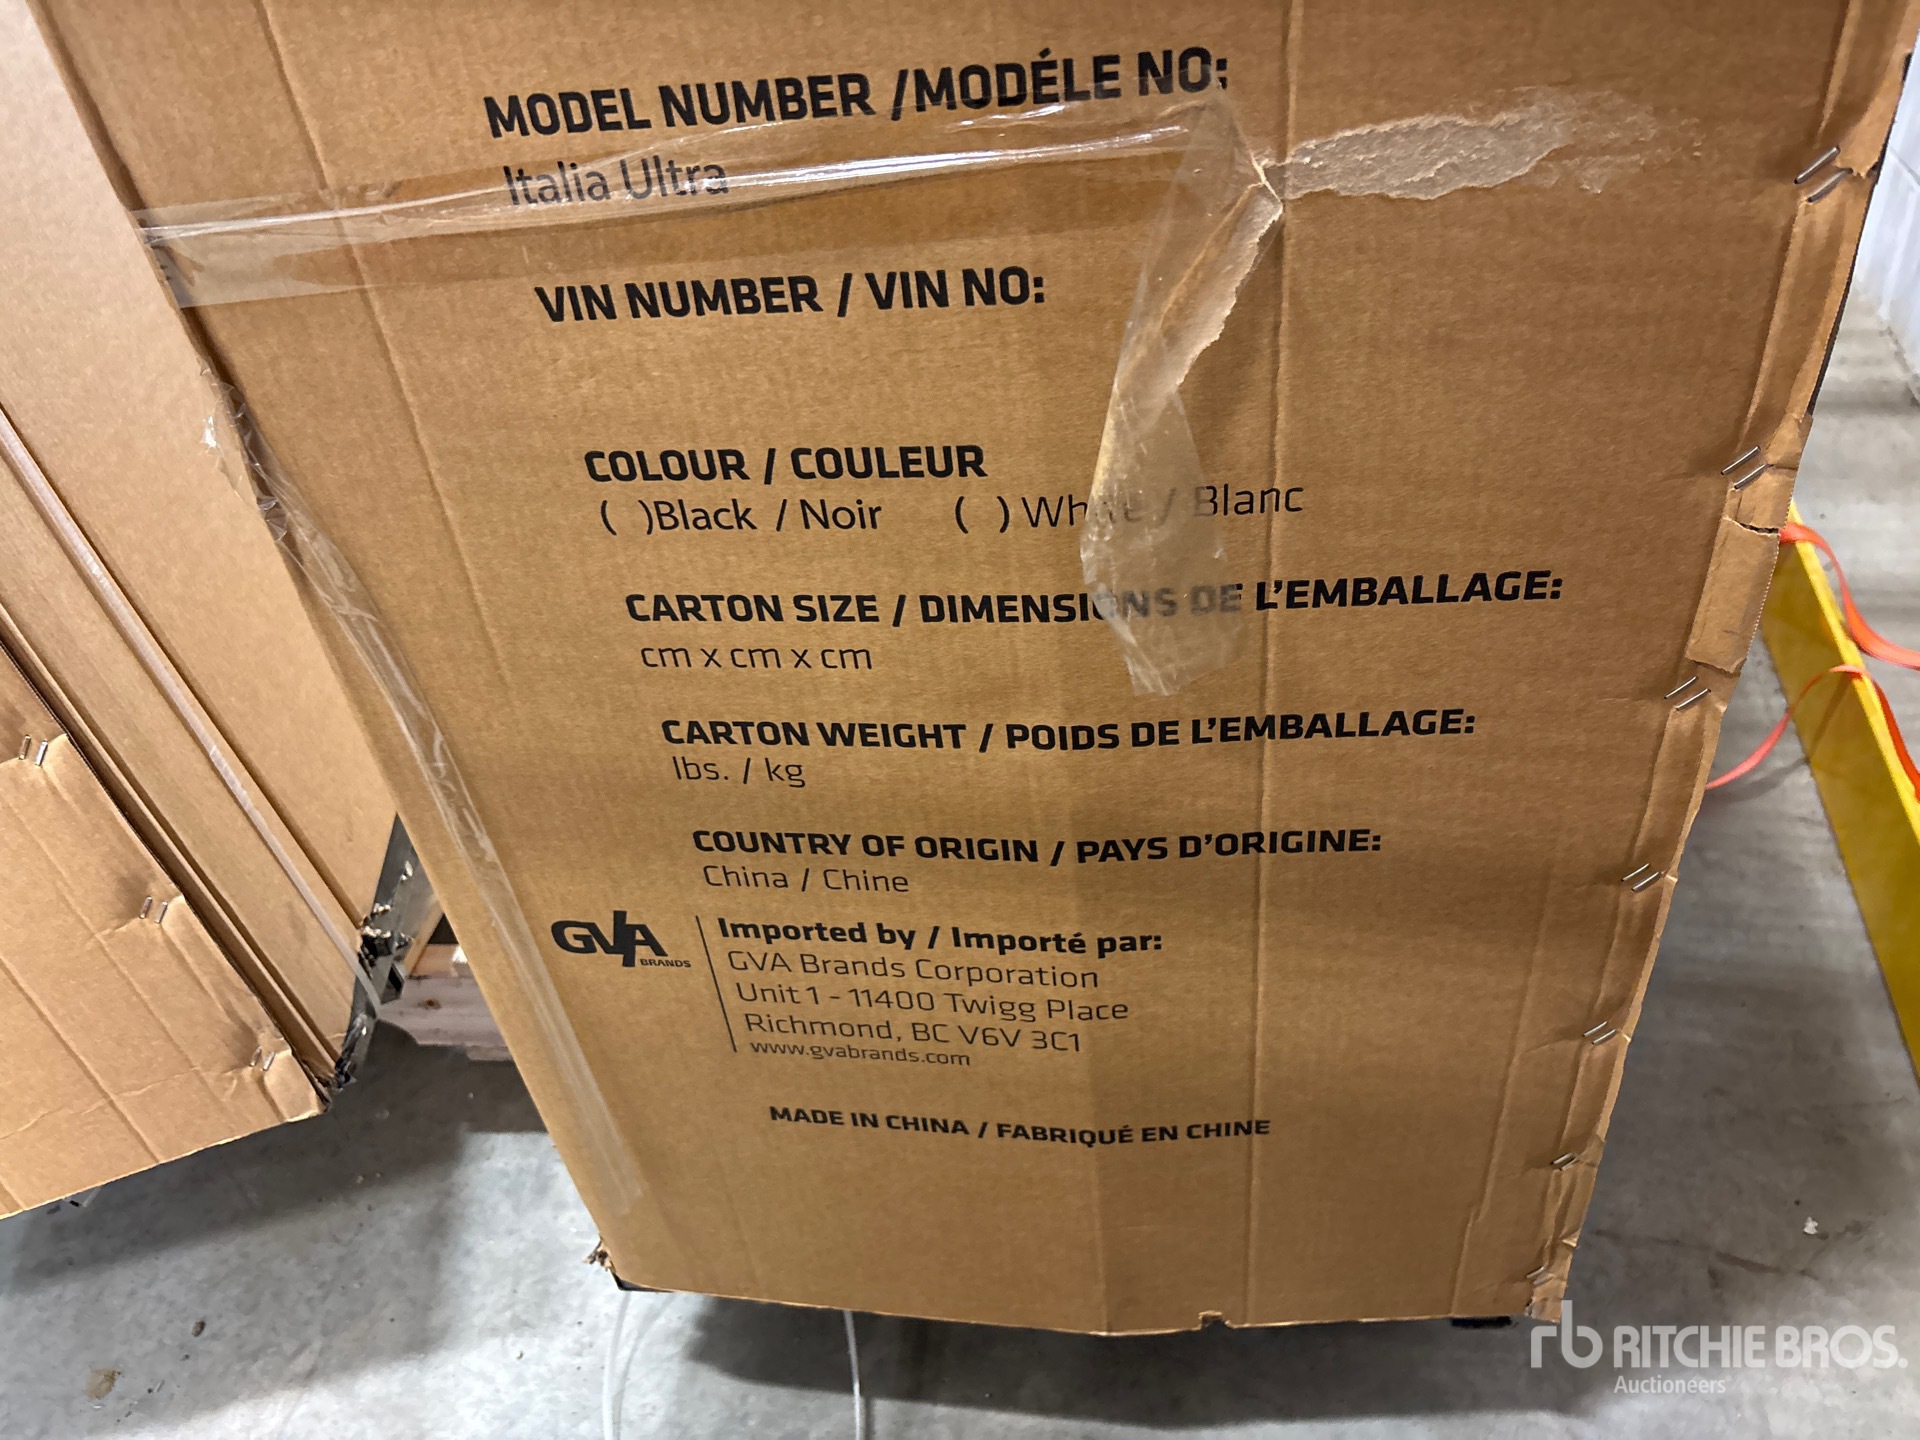 MODEL NUMBER /MODÉLE NO:
Italia Ultra
VIN NUMBER / VIN NO:
COLOUR / COULEUR
( )Black / Noir ( ) White / Blanc
CARTON SIZE / DIMENSIONS DE L'EMBALLAGE:
cm x cm x cm
CARTON WEIGHT / POIDS DE L'EMBALLAGE:
lbs. / kg
COUNTRY OF ORIGIN / PAYS D'ORIGINE:
China / Chine
GVA
BRANDS
Imported by / Importé par:
GVA Brands Corporation
Unit 1 - 11400 Twigg Place
Richmond, BC V6V 3C1
www.gvabrands.com
MADE IN CHINA / FABRIQUÉ EN CHINE
rb RITCHIE BROS.
Auctioneers